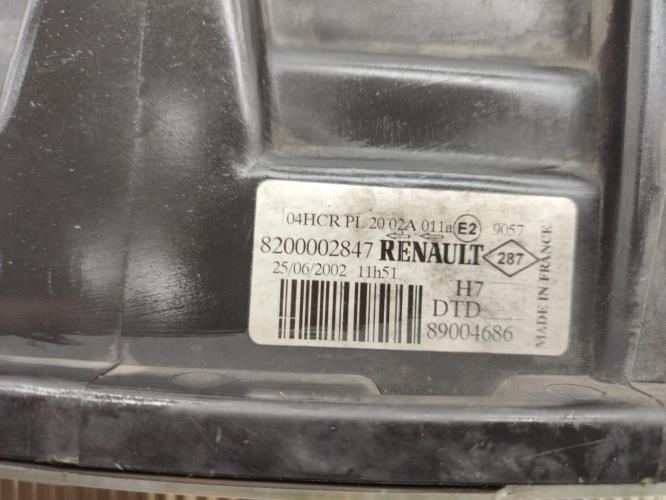 04HCR PL 20 02A 011a E2 9057
8200002847 RENAULT 287
25/06/2002 11h51
H7
DTD
89004686
MADE IN FRANCE